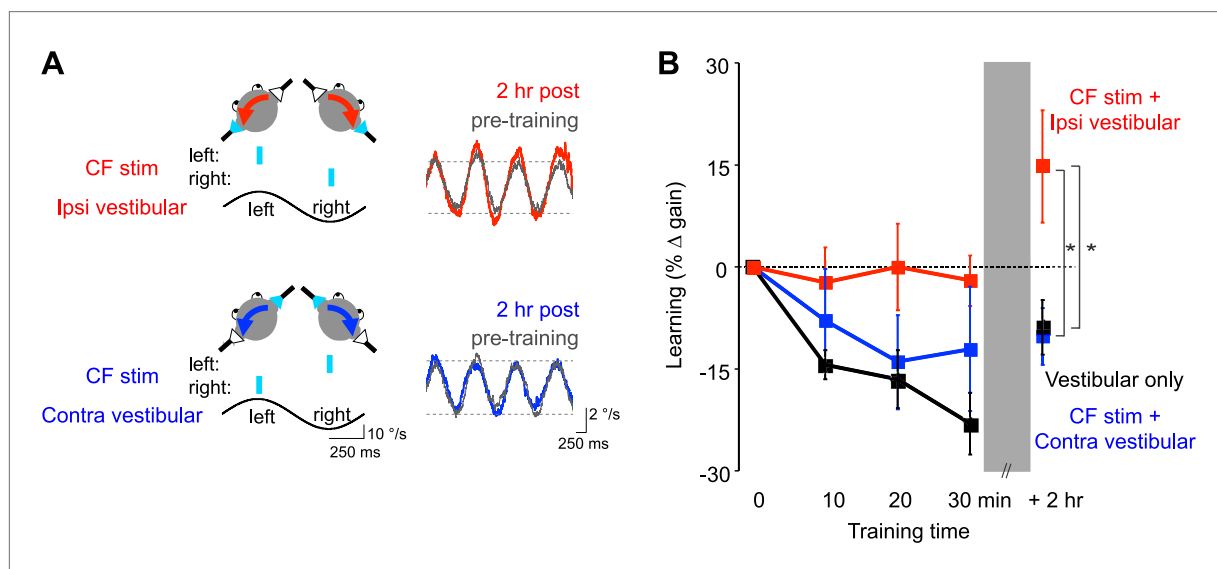 A
2 hr post
pre-training
CF stim
Ipsi vestibular
left:
right:
left
right
2 hr post
pre-training
CF stim
Contra vestibular
left:
right:
left
right
10 °/s
250 ms
2 °/s
250 ms
B
Learning (% Δ gain)
30
15
0
-15
-30
0 10 20 30 min + 2 hr
//
Training time
CF stim +
Ipsi vestibular
* *
Vestibular only
CF stim +
Contra vestibular